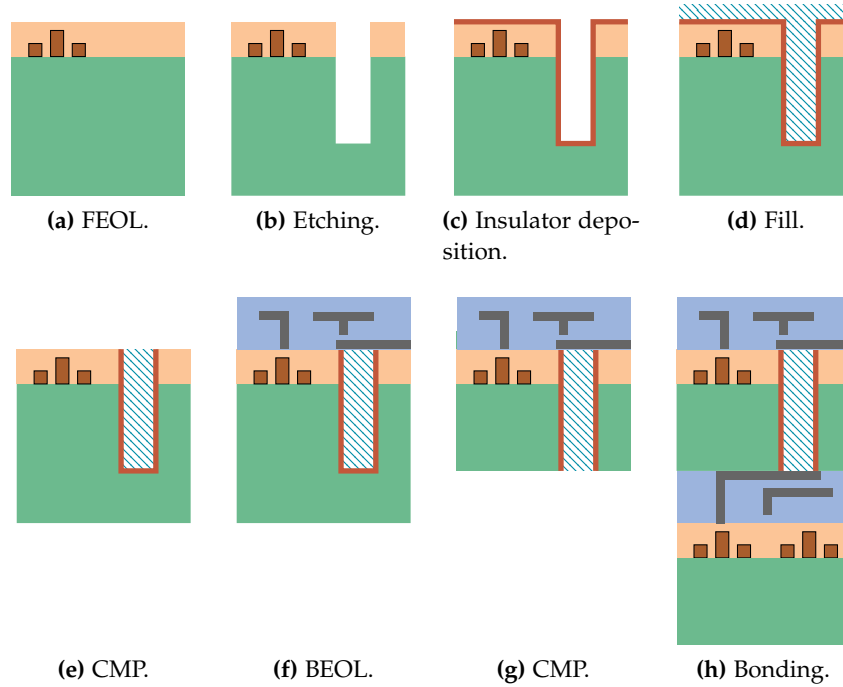 (a) FEOL.
(b) Etching.
(c) Insulator depo-
sition.
(d) Fill.
(e) CMP.
(f) BEOL.
(g) CMP.
(h) Bonding.